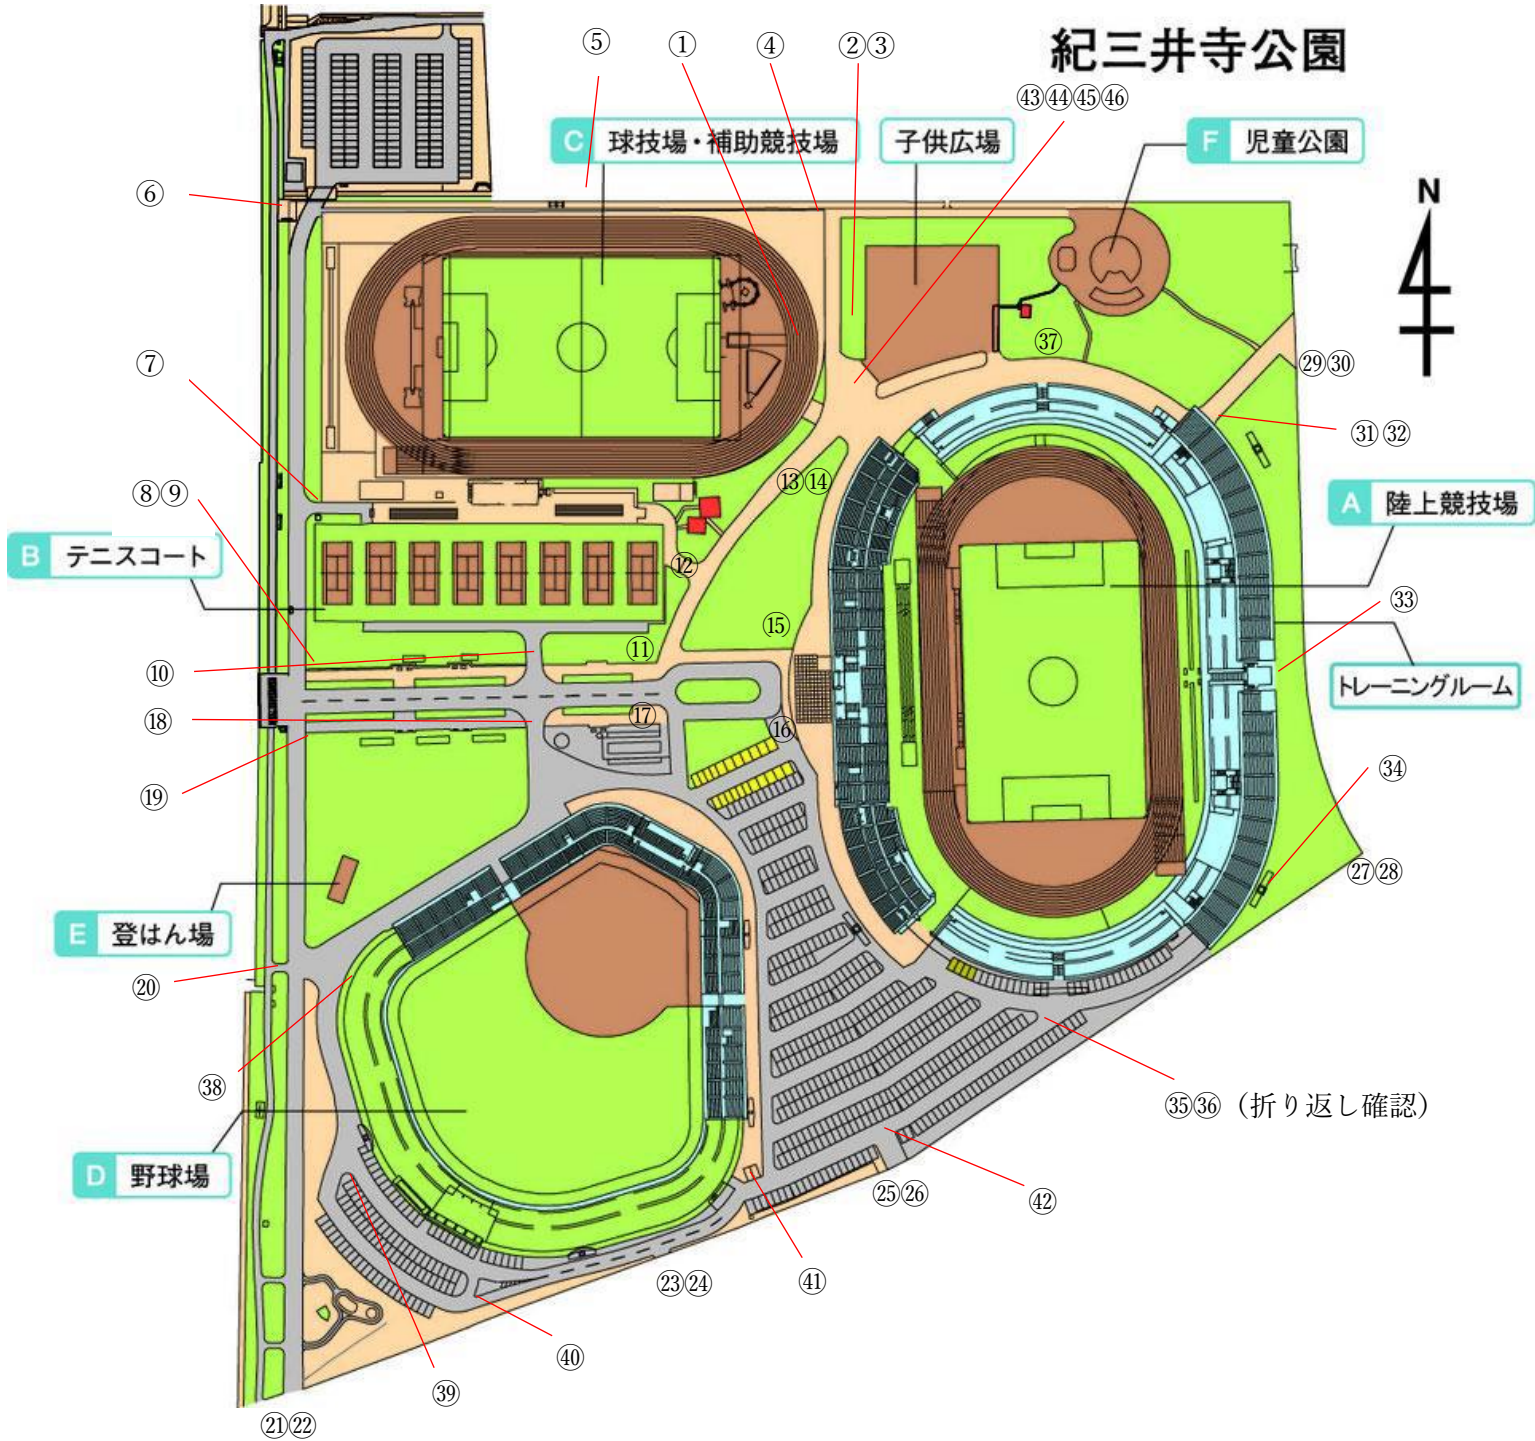 紀三井寺公園
⑤
①
④
②③
㊸㊹㊺㊻
C 球技場・補助競技場
子供広場
F 児童公園
⑥
N
㊲
⑦
㉙㉚
㉛㉜
⑧⑨
⑬⑭
A 陸上競技場
B テニスコート
⑫
㉝
⑮
⑪
⑩
トレーニングルーム
⑱
⑰
⑯
⑲
㉞
㉗㉘
E 登はん場
⑳
㊳
㉟㊱（折り返し確認）
D 野球場
㉕㉖
㊷
㉓㉔
㊶
㊵
㊴
㉑㉒